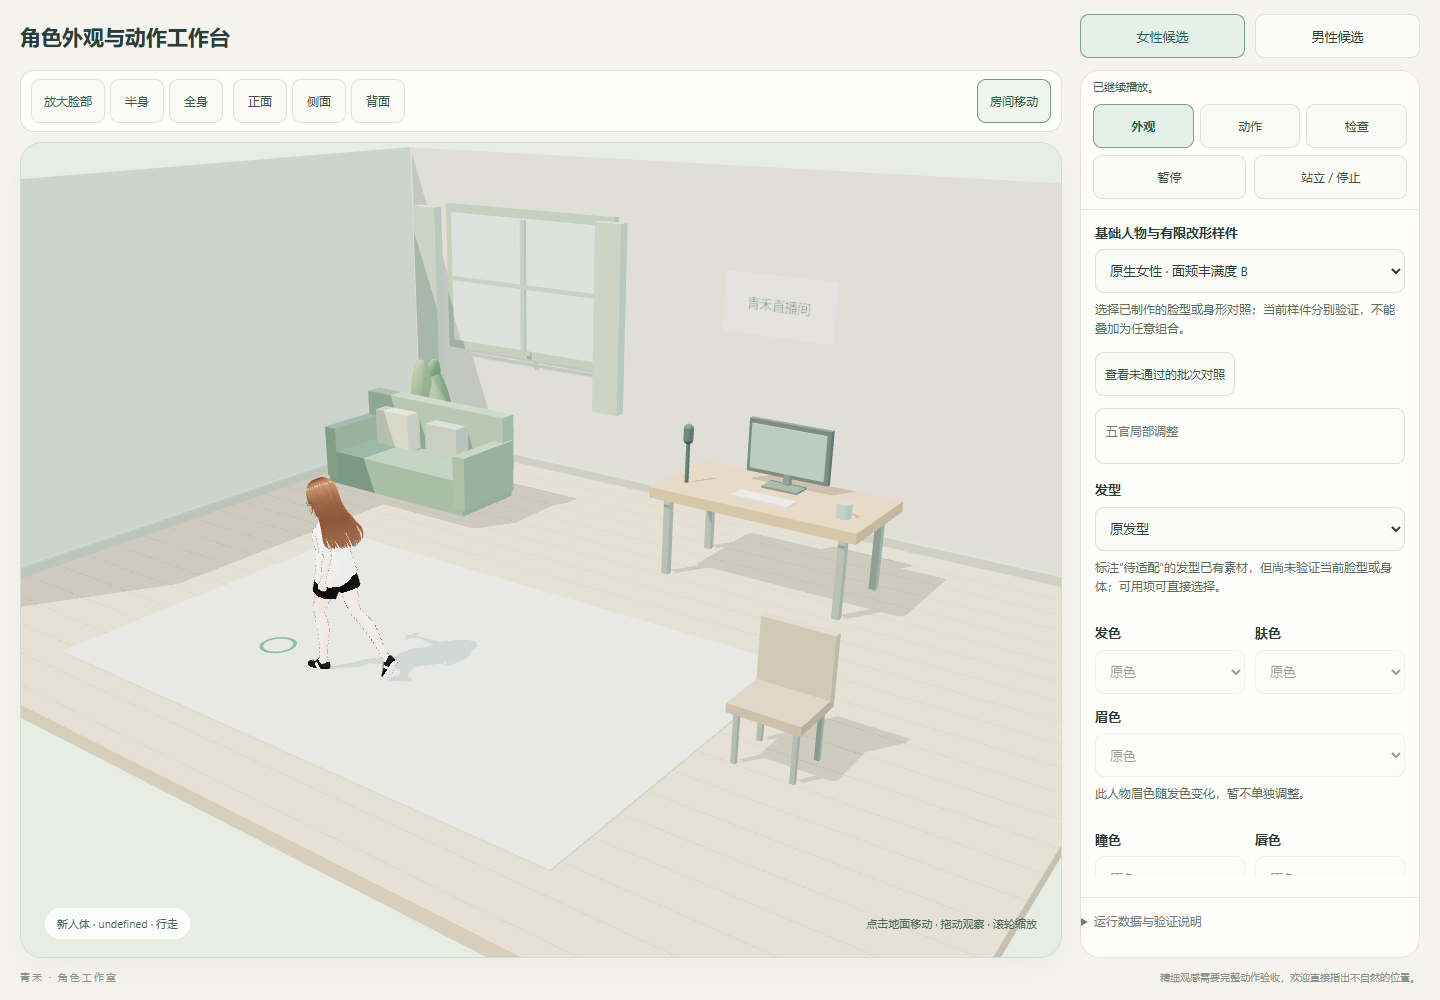 角色外观与动作工作台
女性候选
男性候选
放大脸部
半身
全身
正面
侧面
背面
房间移动
已继续播放。
外观
动作
检查
暂停
站立 / 停止
基础人物与有限改形样件
原生女性 · 面颊丰满度 B
选择已制作的脸型或身形对照；当前样件分别验证，不能
叠加为任意组合。
查看未通过的批次对照
五官局部调整
发型
原发型
标注“待适配”的发型已有素材，但尚未验证当前脸型或身
体；可用项可直接选择。
发色
肤色
原色
原色
眉色
原色
此人物眉色随发色变化，暂不单独调整。
瞳色
唇色
运行数据与验证说明
青禾直播间
新人体 · undefined · 行走
点击地面移动 · 拖动观察 · 滚轮缩放
青禾 · 角色工作室
精细观感需要完整动作验收，欢迎直接指出不自然的位置。